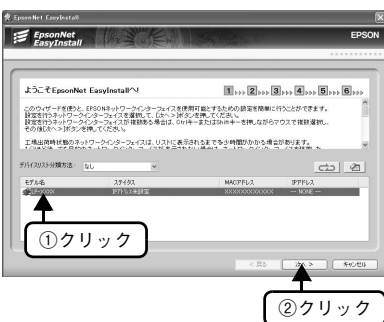 EpsonNet EasyInstall
EpsonNet
EasyInstall
EPSON
ようこそEpsonNet EasyInstallへ!
1 >>> 2 >>> 3 >>> 4 >>> 5 >>> 6 >>>
このウィザードを使うと、EPSONネットワークインターフェイスを使用可能とするための設定を簡単に行うことができます。
設定を行うネットワークインターフェイスを選択して、[次へ>]ボタンを押してください。
設定を行うネットワークインターフェイスが複数ある場合は、CtrlキーまたはShiftキーを押しながらマウスで複数選択し、
その後[次へ>]ボタンを押してください。
工場出荷時状態のネットワークインターフェイスは、リストに表示されるまで多少時間がかかる場合があります。
デバイスリスト分類方法: なし
モデル名 ステイタス MACアドレス IPアドレス
LP-XXXX IPアドレス未設定 XXXXXXXXXXXX -- NONE --
①クリック
< 戻る 次へ > キャンセル
②クリック